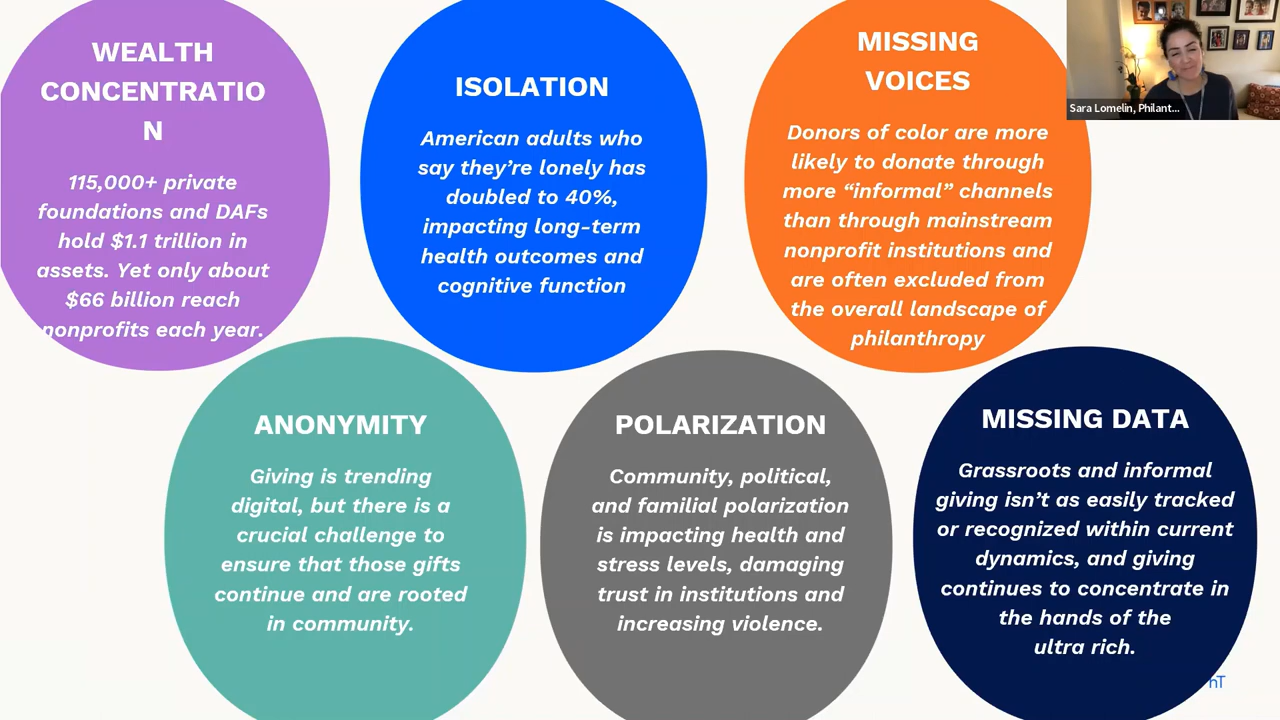 WEALTH
CONCENTRATIO
N
115,000+ private
foundations and DAFs
hold $1.1 trillion in
assets. Yet only about
$66 billion reach
nonprofits each year.
ISOLATION
American adults who
say they’re lonely has
doubled to 40%,
impacting long-term
health outcomes and
cognitive function
MISSING
VOICES
Donors of color are more
likely to donate through
more “informal” channels
than through mainstream
nonprofit institutions and
are often excluded from
the overall landscape of
philanthropy
Sara Lomelin, Philant...
ANONYMITY
Giving is trending
digital, but there is a
crucial challenge to
ensure that those gifts
continue and are rooted
in community.
POLARIZATION
Community, political,
and familial polarization
is impacting health and
stress levels, damaging
trust in institutions and
increasing violence.
MISSING DATA
Grassroots and informal
giving isn’t as easily tracked
or recognized within current
dynamics, and giving
continues to concentrate in
the hands of the
ultra rich.